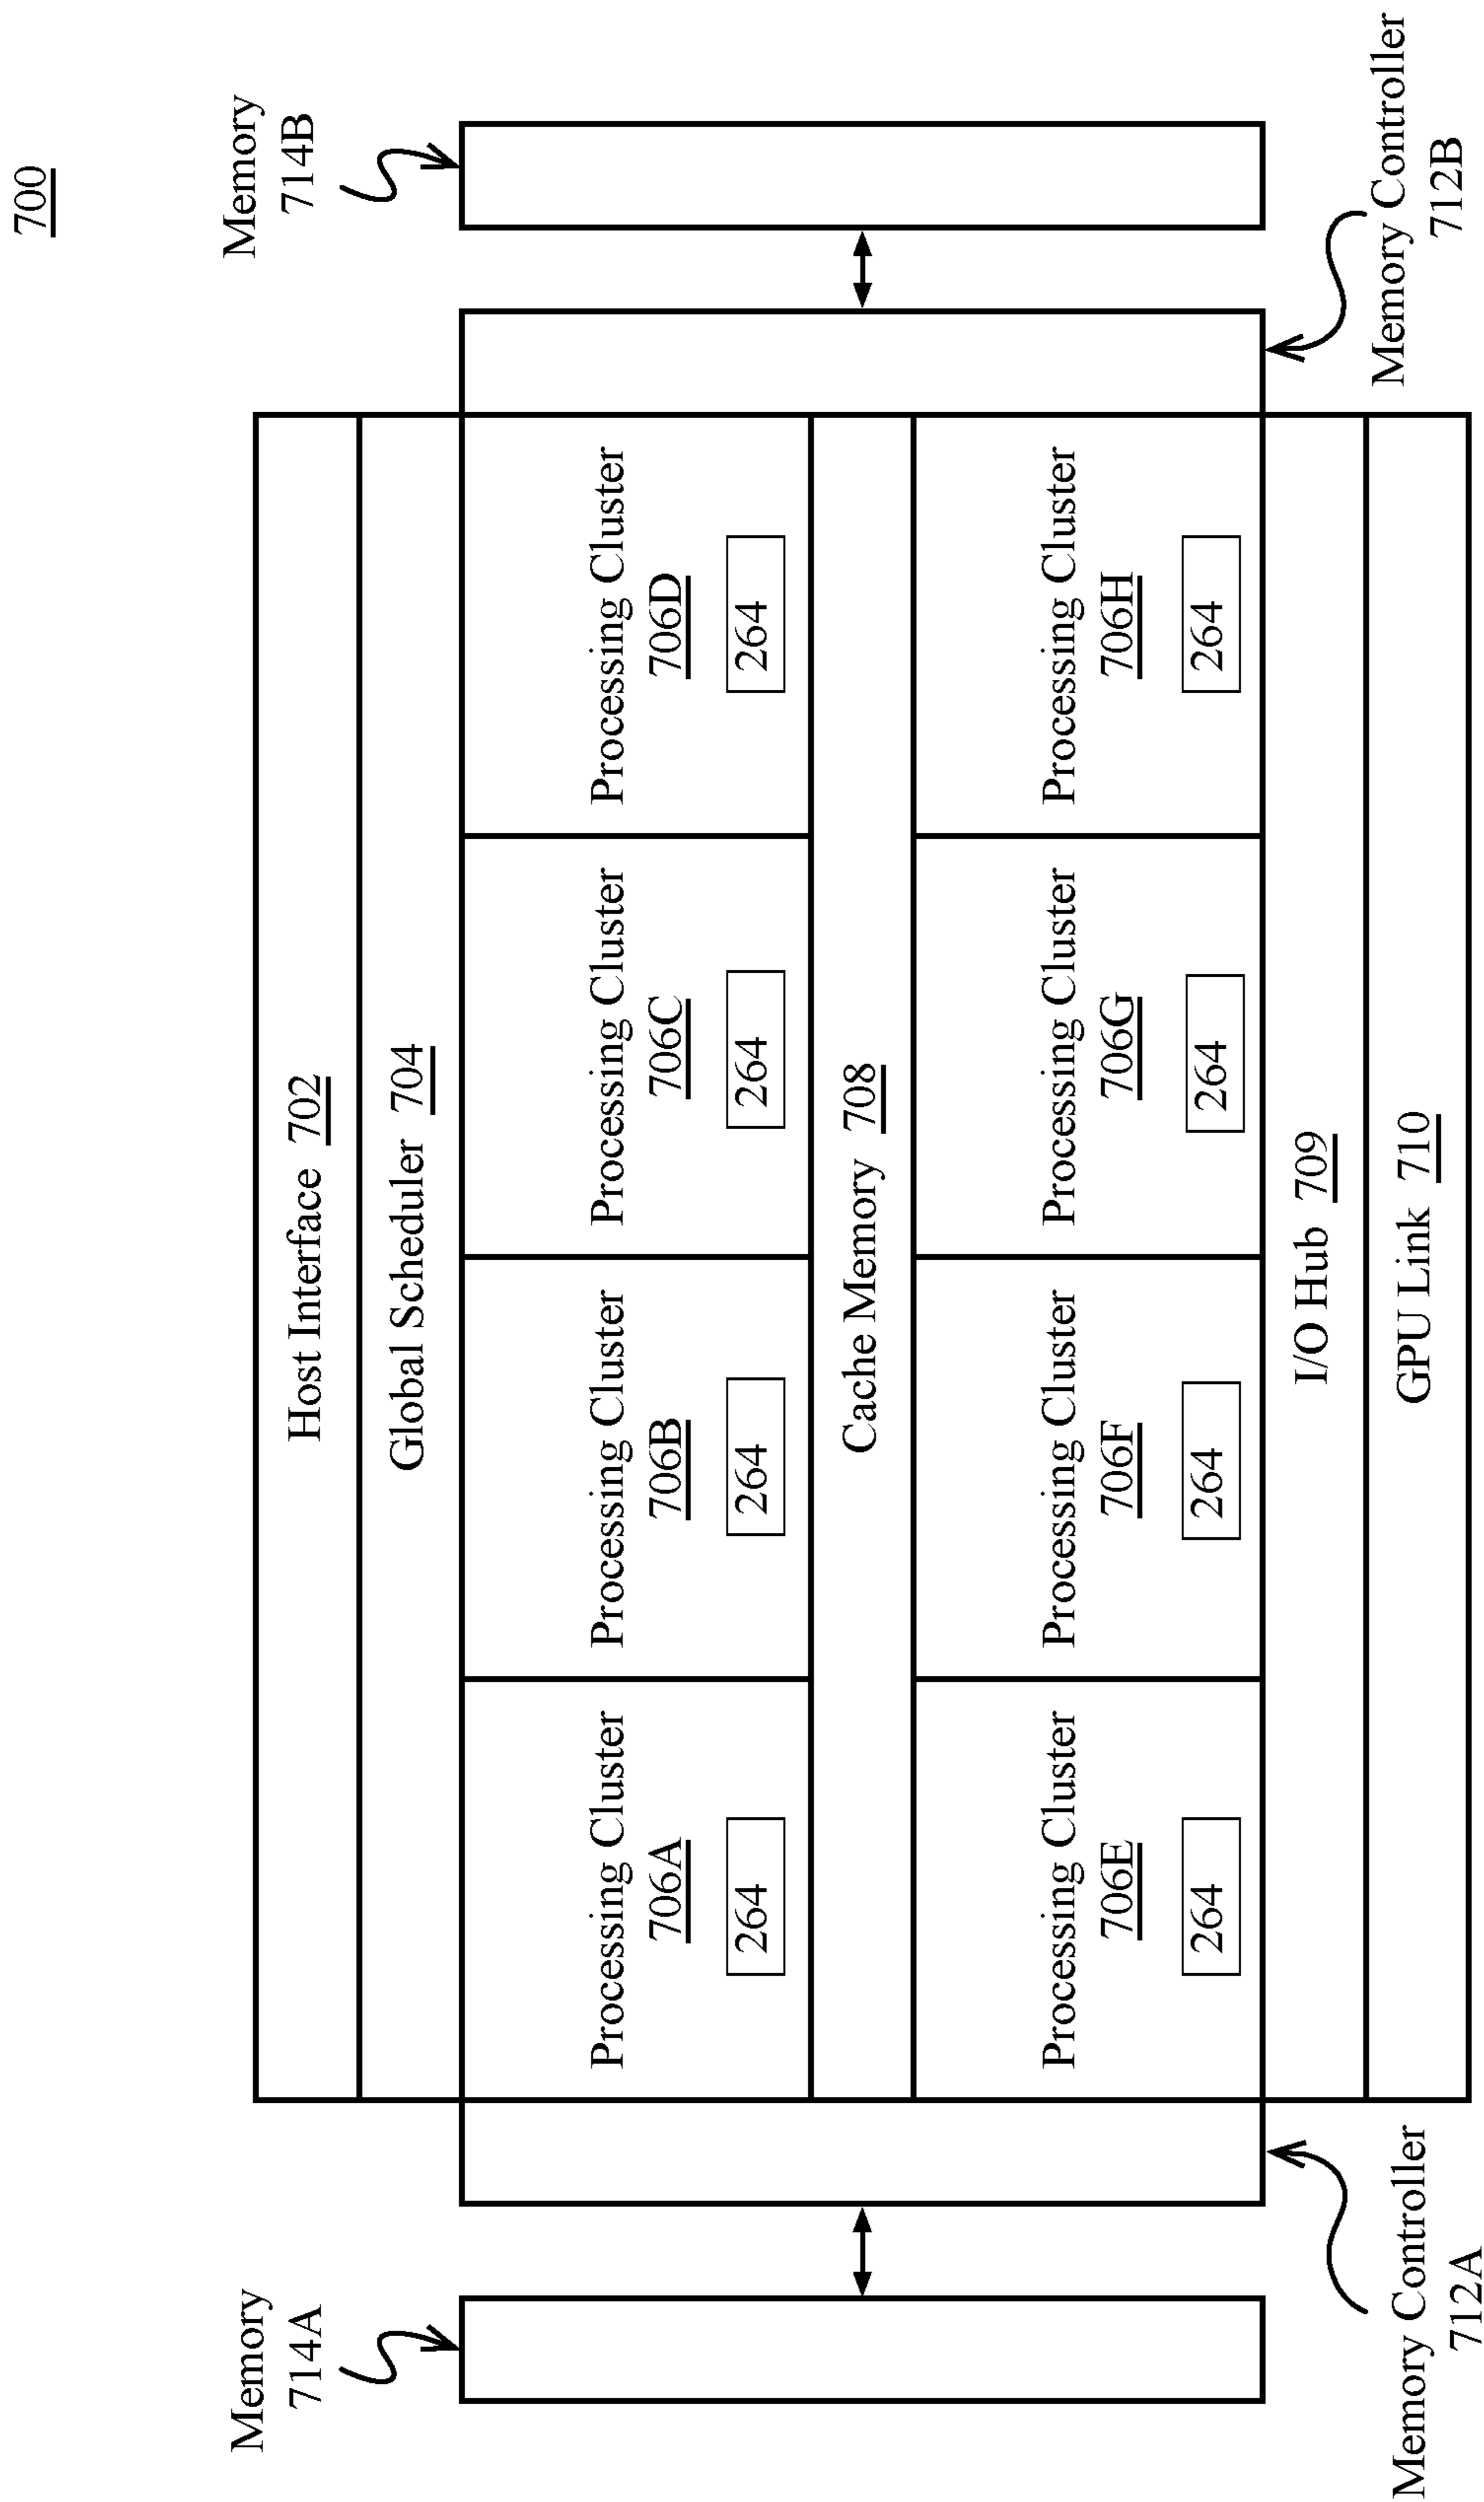 700
Memory
714A
Memory
714B
Host Interface 702
Global Scheduler 704
Processing Cluster
706A
264
Processing Cluster
706B
264
Processing Cluster
706C
264
Processing Cluster
706D
264
Cache Memory 708
Processing Cluster
706E
264
Processing Cluster
706F
264
Processing Cluster
706G
264
Processing Cluster
706H
264
I/O Hub 709
GPU Link 710
Memory Controller
712A
Memory Controller
712B